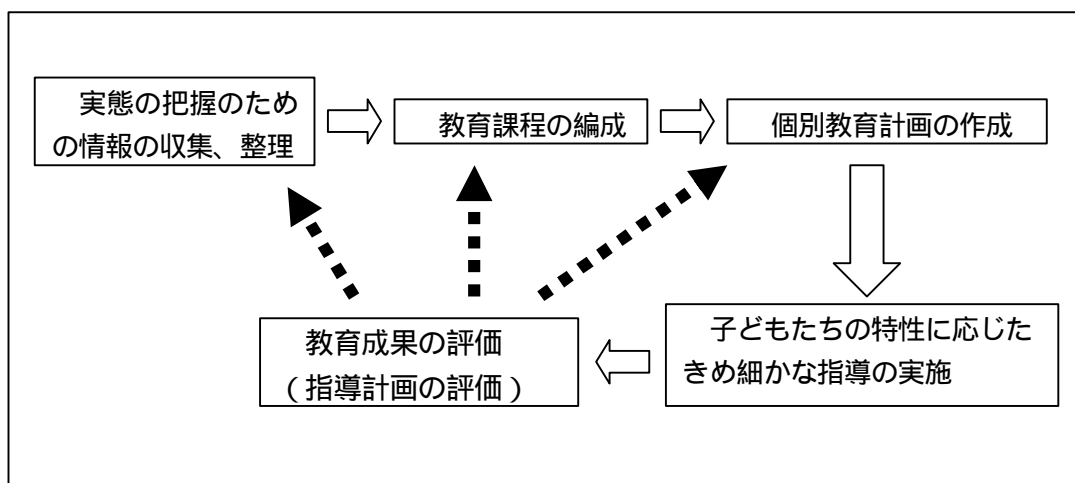 実態の把握のため
の情報の収集、整理
教育課程の編成
個別教育計画の作成
子どもたちの特性に応じた
きめ細かな指導の実施
教育成果の評価
（指導計画の評価）